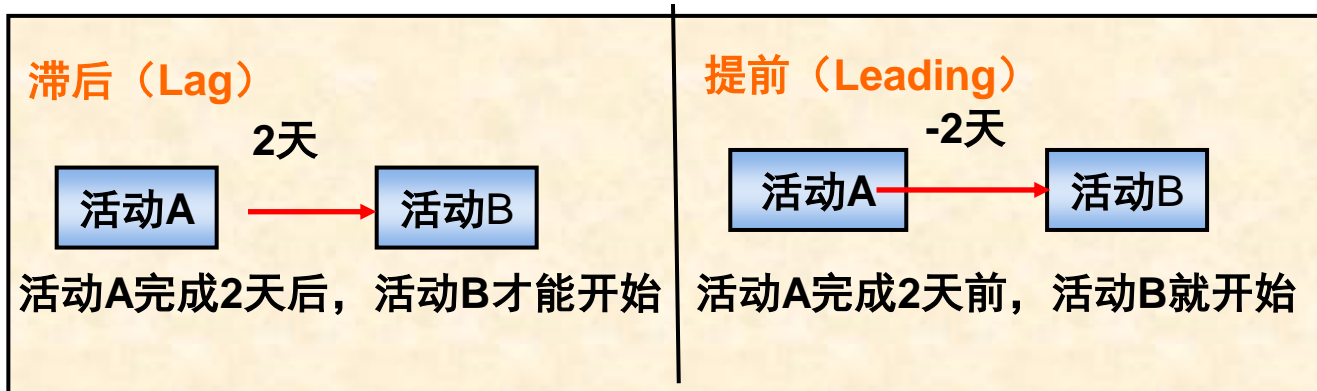 滞后（Lag）
2天
活动A
活动B
活动A完成2天后，活动B才能开始
提前（Leading）
-2天
活动A
活动B
活动A完成2天前，活动B就开始